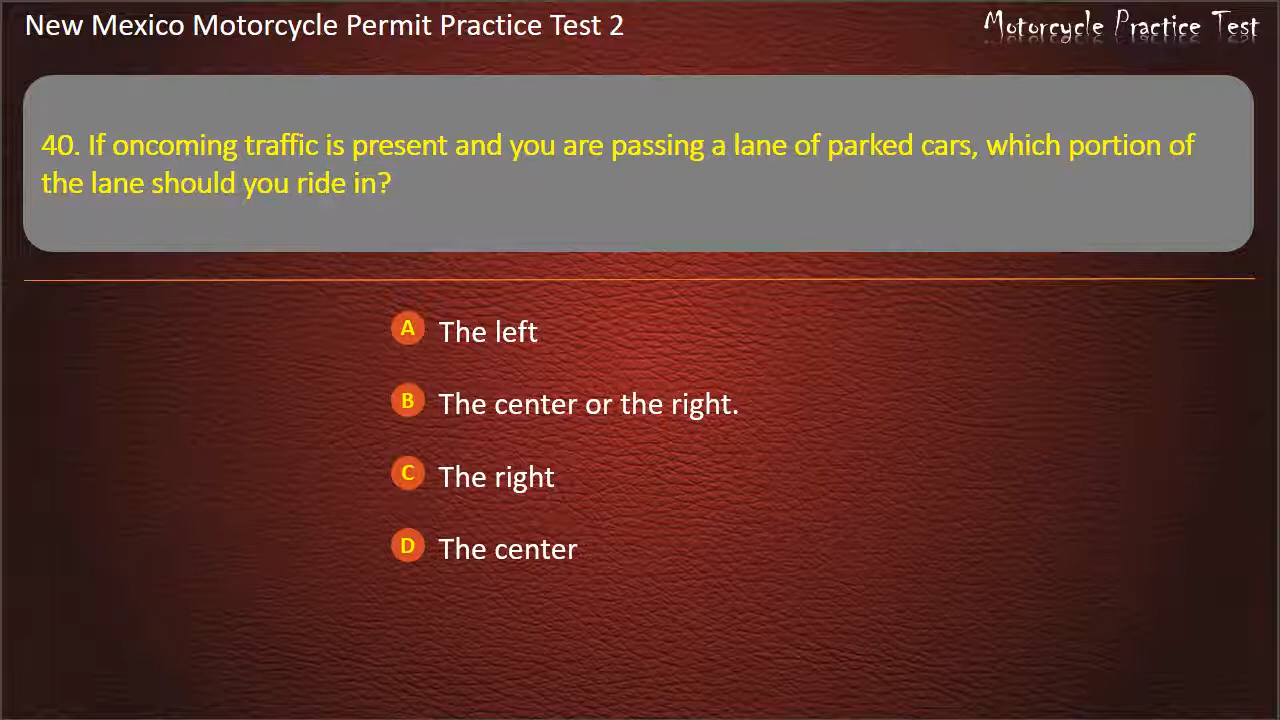 New Mexico Motorcycle Permit Practice Test 2
Motorcycle Practice Test
40. If oncoming traffic is present and you are passing a lane of parked cars, which portion of
the lane should you ride in?
A The left
B The center or the right.
C The right
D The center